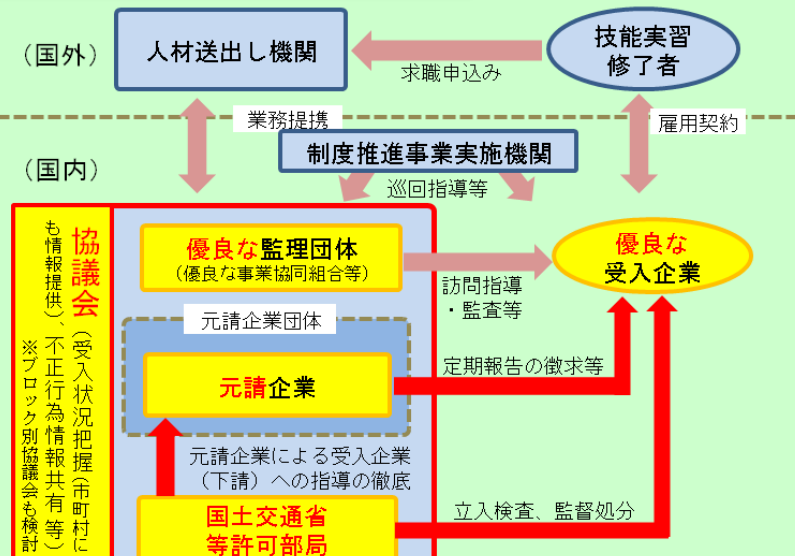 (国外)
人材送出し機関
求職申込み
技能実習
修了者
業務提携
雇用契約
制度推進事業実施機関
(国内)
巡回指導等
協議会(受入状況把握(市町村に
も情報提供)、不正行為情報共有等)
※ブロック別協議会も検討
優良な監理団体
(優良な事業協同組合等)
訪問指導
・監査等
優良な
受入企業
元請企業団体
元請企業
定期報告の徴求等
元請企業による受入企業
(下請)への指導の徹底
国土交通省
等許可部局
立入検査、監督処分